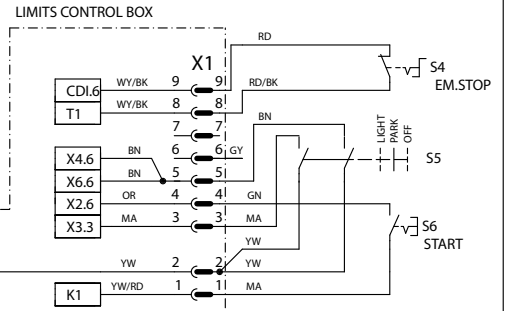 LIMITS CONTROL BOX
X1
RD
S4
EM.STOP
CDI.6 WY/BK 9 9 RD/BK
T1 WY/BK 8 8
BN
7 7
LIGHT
PARK
OFF
S5
X4.6 BN 6 6 GY
X6.6 BN 5 5
X2.6 OR 4 4 GN
X3.3 MA 3 3 MA
S6
START
YW
YW 2 2 YW
K1 YW/RD 1 1 MA